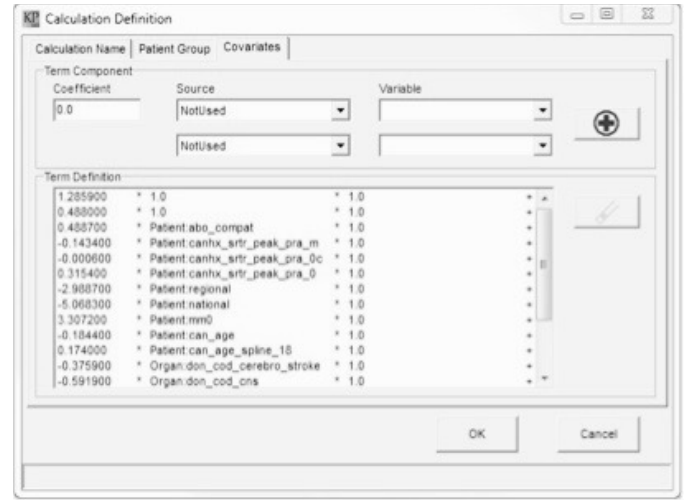 KP Calculation Definition
Calculation Name Patient Group Covariates
Term Component
Coefficient Source Variable
0.0 NotUsed
NotUsed
Term Definition
1.285900 * 1.0 * 1.0 +
0.488000 * 1.0 * 1.0 +
0.488700 * Patient:abo_compat * 1.0 +
-0.143400 * Patient:canhx_srtr_peak_pra_m * 1.0 +
-0.000600 * Patient:canhx_srtr_peak_pra_0c * 1.0 +
0.315400 * Patient:canhx_srtr_peak_pra_0 * 1.0 +
-2.988700 * Patient:regional * 1.0 +
-5.068300 * Patient:national * 1.0 +
3.307200 * Patient:mm0 * 1.0 +
-0.184400 * Patient:can_age * 1.0 +
0.174000 * Patient:can_age_spline_18 * 1.0 +
-0.375900 * Organ:don_cod_cerebro_stroke * 1.0 +
-0.591900 * Organ:don_cod_cns * 1.0 +
OK Cancel